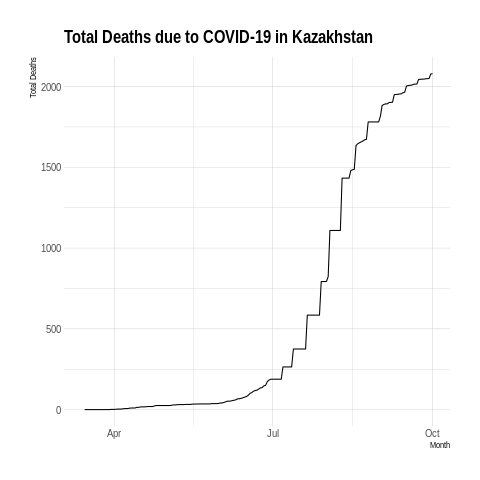 Total Deaths due to COVID-19 in Kazakhstan
Total Deaths
2000
1500
1000
500
0
Apr
Jul
Oct
Month